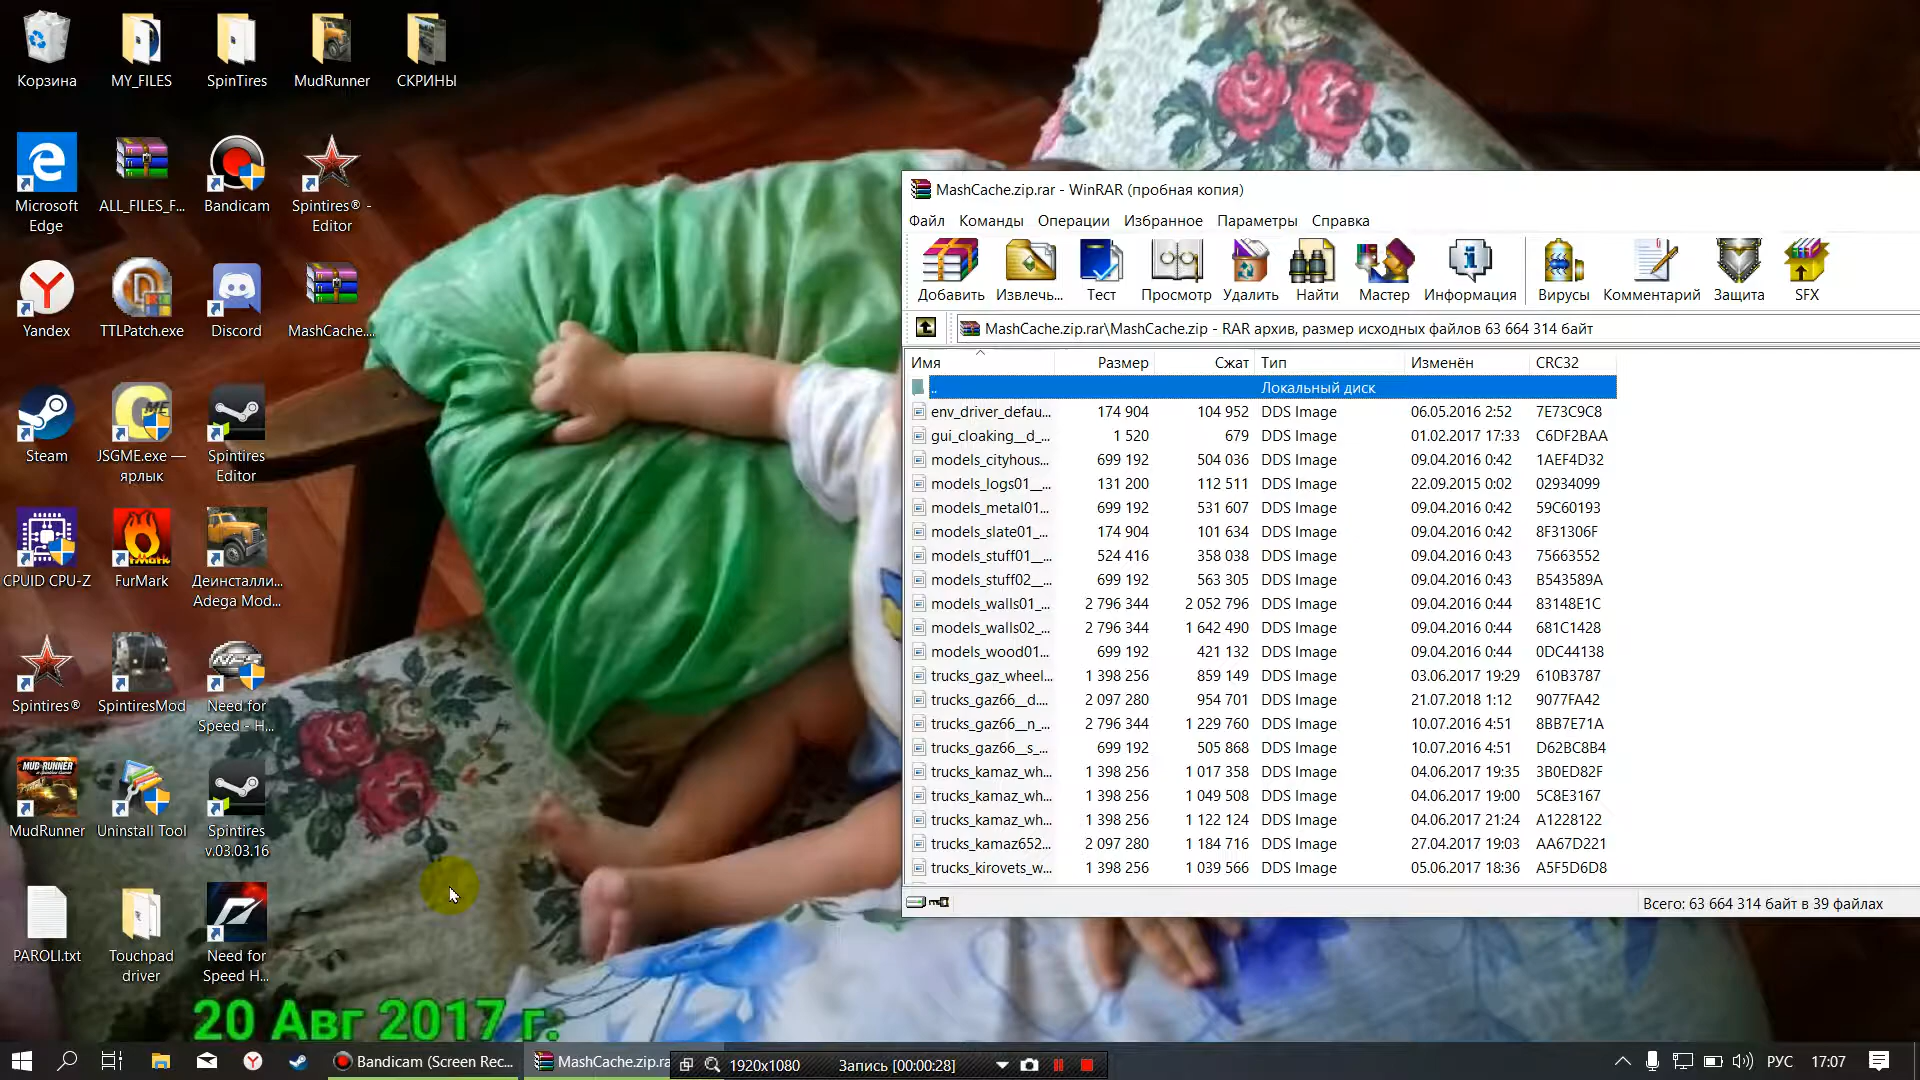 Корзина
MY_FILES
SpinTires
MudRunner
СКРИНЫ
Microsoft
Edge
ALL_FILES_F...
Bandicam
Spintires® -
Editor
Yandex
TTLPatch.exe
Discord
MashCache....
Steam
JSGME.exe —
ярлык
Spintires
Editor
CPUID CPU-Z
FurMark
Деинсталли...
Adega Mod...
Spintires®
SpintiresMod
Need for
Speed - H...
MudRunner
Uninstall Tool
Spintires
v.03.03.16
PAROLI.txt
Touchpad
driver
Need for
Speed H...
20 Авг 2017 г.
MashCache.zip.rar - WinRAR (пробная копия)
Файл Команды Операции Избранное Параметры Справка
Добавить Извлечь... Тест Просмотр Удалить Найти Мастер Информация Вирусы Комментарий Защита SFX
MashCache.zip.rar\MashCache.zip - RAR архив, размер исходных файлов 63 664 314 байт
Имя Размер Сжат Тип Изменён CRC32
.. Локальный диск
env_driver_defau... 174 904 104 952 DDS Image 06.05.2016 2:52 7E73C9C8
gui_cloaking__d_... 1 520 679 DDS Image 01.02.2017 17:33 C6DF2BAA
models_cityhous... 699 192 504 036 DDS Image 09.04.2016 0:42 1AEF4D32
models_logs01__... 131 200 112 511 DDS Image 22.09.2015 0:02 02934099
models_metal01... 699 192 531 607 DDS Image 09.04.2016 0:42 59C60193
models_slate01_... 174 904 101 634 DDS Image 09.04.2016 0:42 8F31306F
models_stuff01__... 524 416 358 038 DDS Image 09.04.2016 0:43 75663552
models_stuff02__... 699 192 563 305 DDS Image 09.04.2016 0:43 B543589A
models_walls01_... 2 796 344 2 052 796 DDS Image 09.04.2016 0:44 83148E1C
models_walls02_... 2 796 344 1 642 490 DDS Image 09.04.2016 0:44 681C1428
models_wood01... 699 192 421 132 DDS Image 09.04.2016 0:44 0DC44138
trucks_gaz_wheel... 1 398 256 859 149 DDS Image 03.06.2017 19:29 610B3787
trucks_gaz66__d.... 2 097 280 954 701 DDS Image 21.07.2018 1:12 9077FA42
trucks_gaz66__n_... 2 796 344 1 229 760 DDS Image 10.07.2016 4:51 8BB7E71A
trucks_gaz66__s_... 699 192 505 868 DDS Image 10.07.2016 4:51 D62BC8B4
trucks_kamaz_wh... 1 398 256 1 017 358 DDS Image 04.06.2017 19:35 3B0ED82F
trucks_kamaz_wh... 1 398 256 1 049 508 DDS Image 04.06.2017 19:00 5C8E3167
trucks_kamaz_wh... 1 398 256 1 122 124 DDS Image 04.06.2017 21:24 A1228122
trucks_kamaz652... 2 097 280 1 184 716 DDS Image 27.04.2017 19:03 AA67D221
trucks_kirovets_w... 1 398 256 1 039 566 DDS Image 05.06.2017 18:36 A5F5D6D8
Всего: 63 664 314 байт в 39 файлах
Bandicam (Screen Rec... MashCache.zip.ra 1920x1080 Запись [00:00:28] РУС 17:07